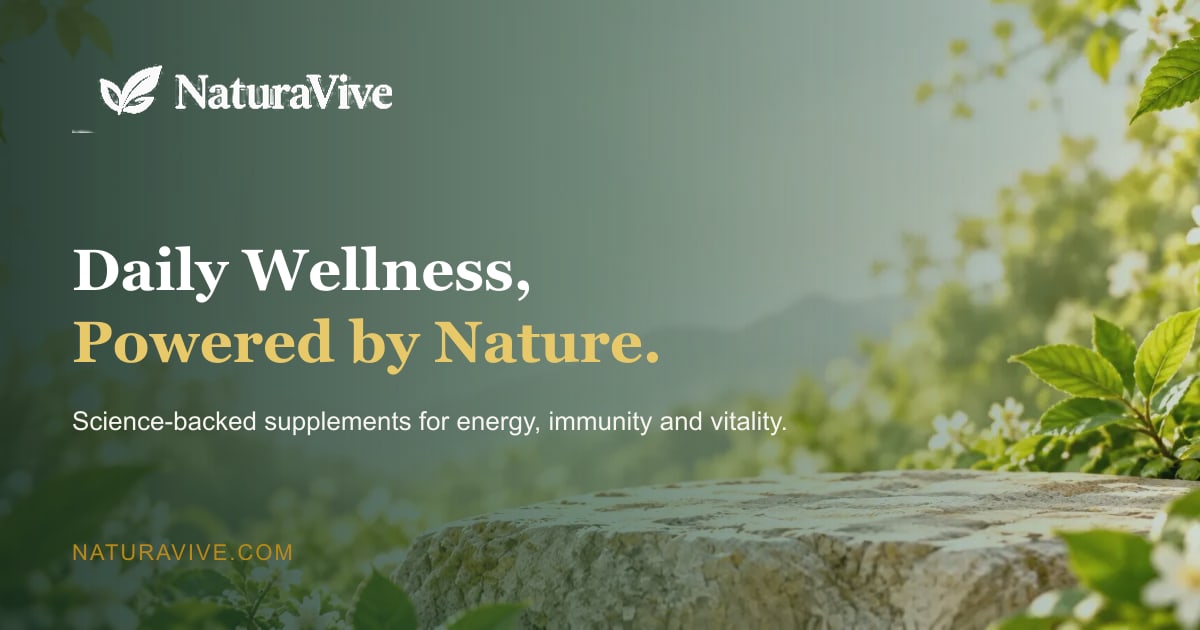 NaturaVive
Daily Wellness,
Powered by Nature.
Science-backed supplements for energy, immunity and vitality.
NATURAVIVE.COM